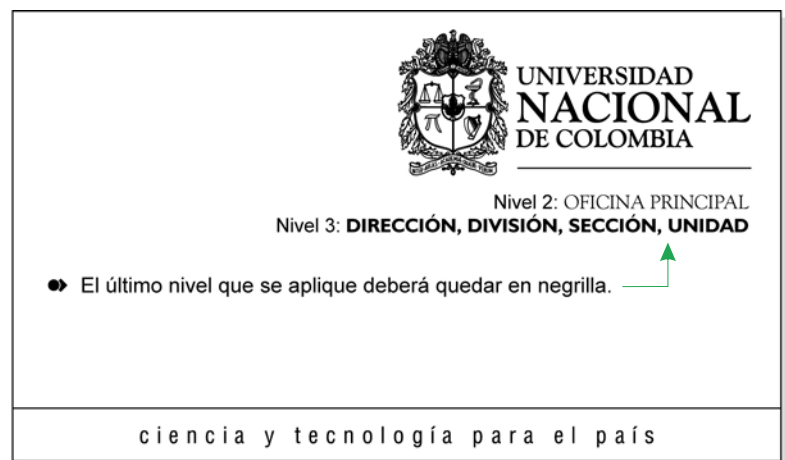 UNIVERSIDAD
NACIONAL
DE COLOMBIA
Nivel 2: OFICINA PRINCIPAL
Nivel 3: DIRECCIÓN, DIVISIÓN, SECCIÓN, UNIDAD
El último nivel que se aplique deberá quedar en negrilla.
ciencia y tecnología para el país